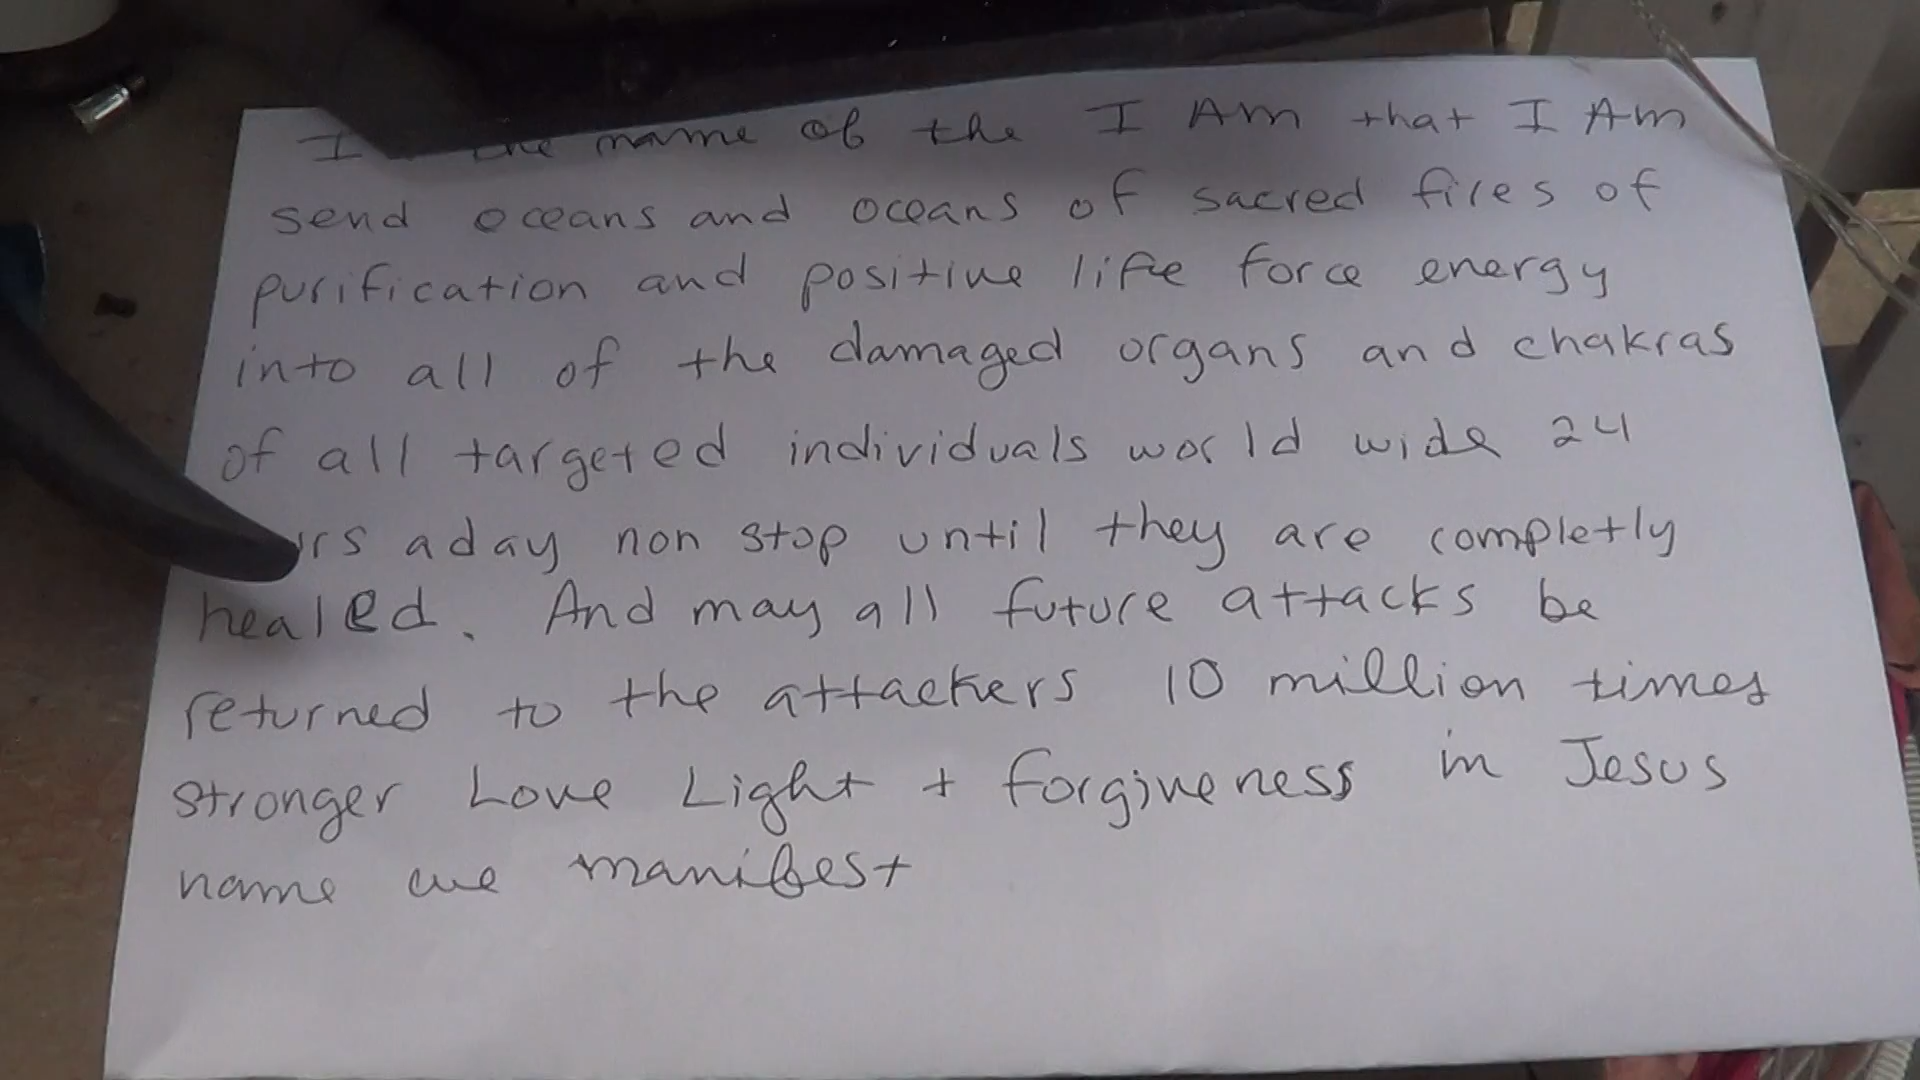 I the name of the I Am that I Am
send oceans and oceans of sacred fires of
purification and positive life force energy
into all of the damaged organs and chakras
of all targeted individuals world wide 24
a day non stop until they are completly
healed. And may all future attacks be
returned to the attackers 10 million times
stronger Love Light + forgiveness in Jesus
name we manifest